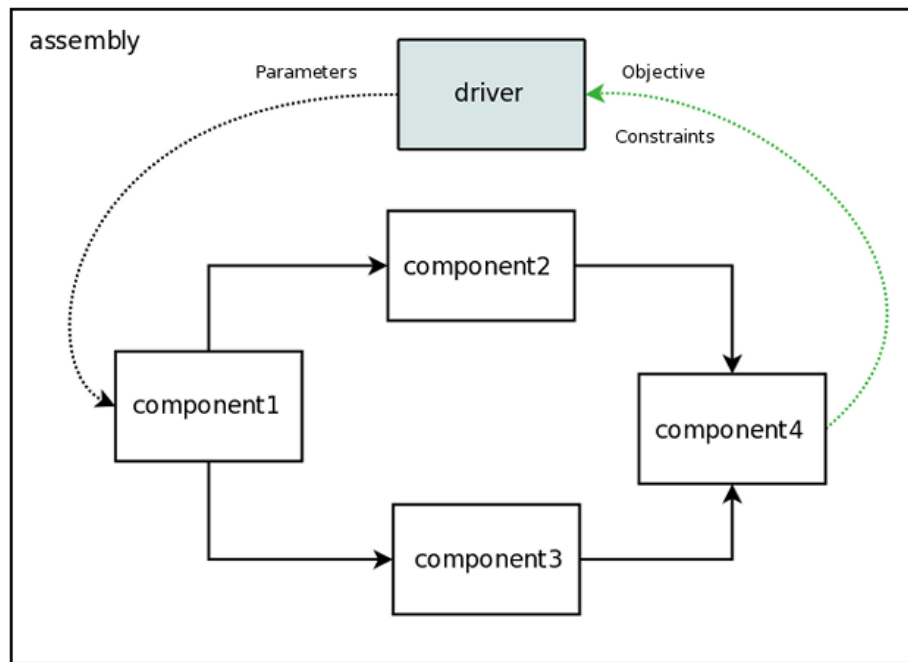 assembly
Parameters
driver
Objective
Constraints
component2
component1
component4
component3